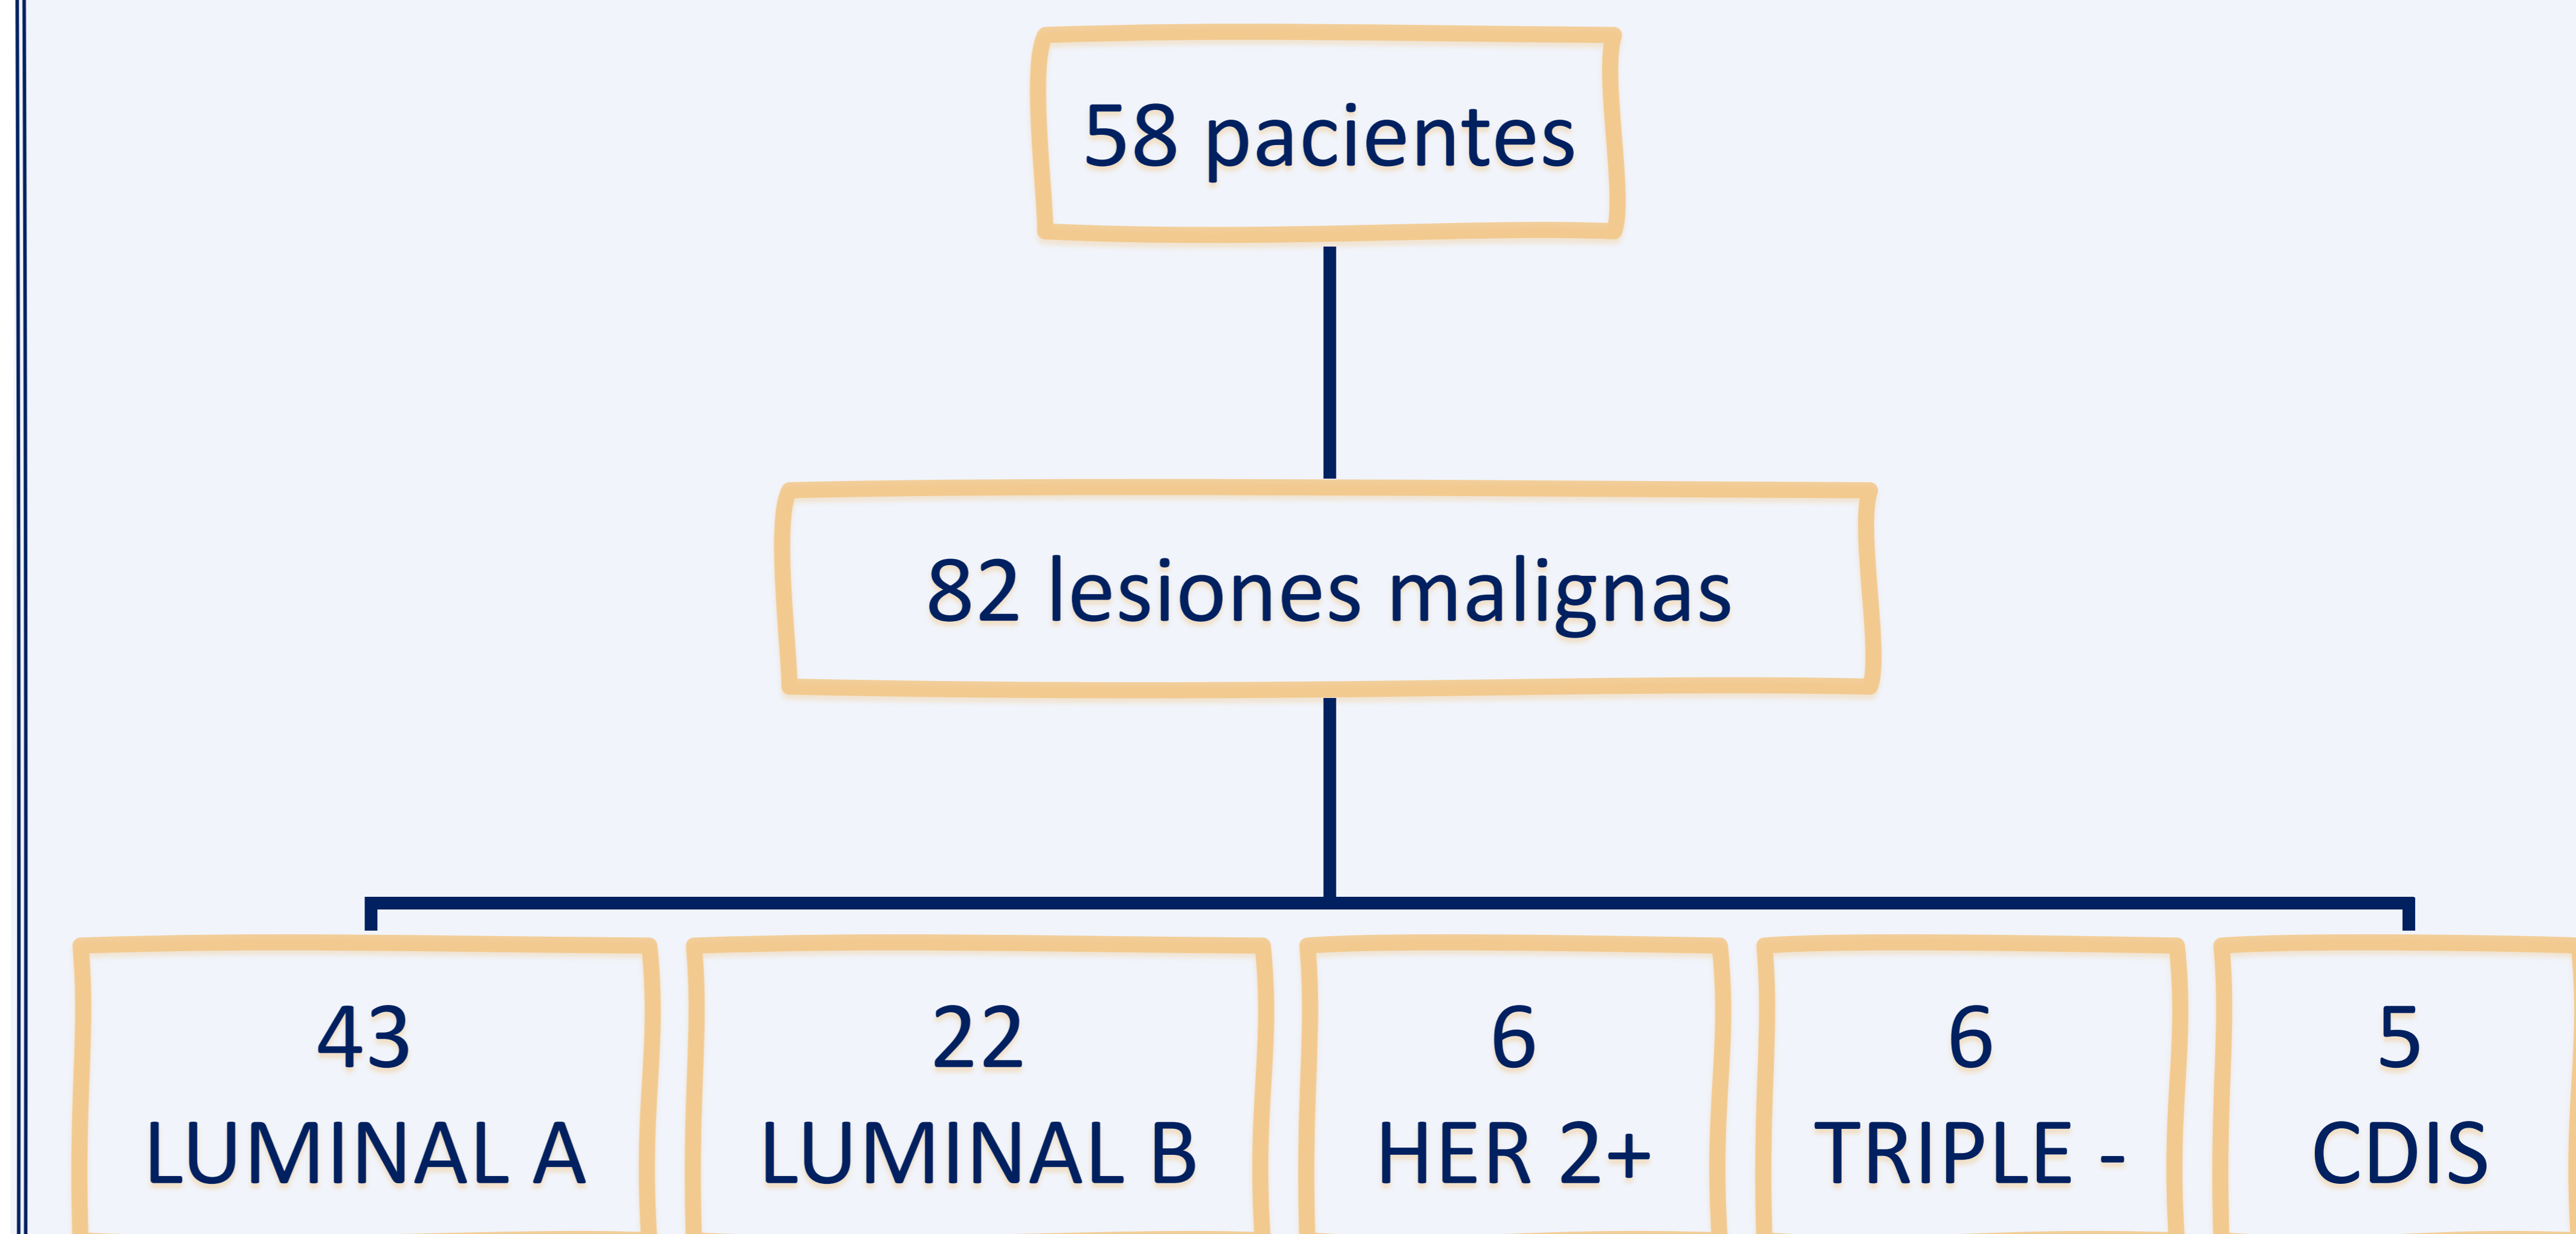 58 pacientes
82 lesiones malignas
43
LUMINAL A
22
LUMINAL B
6
HER 2+
6
TRIPLE -
5
CDIS